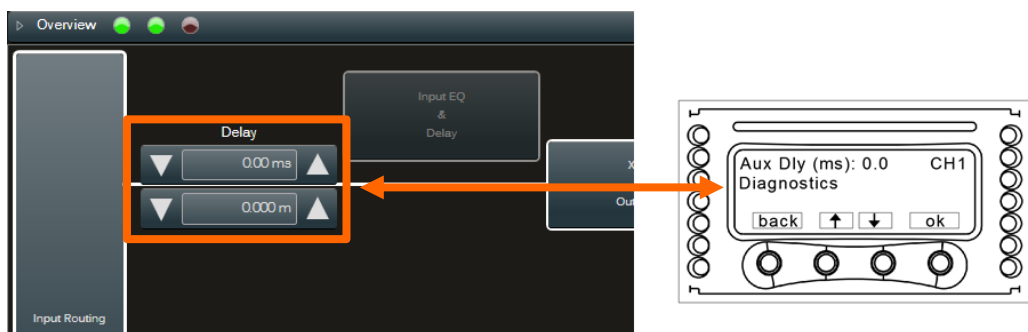 Overview
Input EQ
&
Delay
Delay
0.00 ms
0.000 m
X
Out
Input Routing
Aux Dly (ms): 0.0 CH1
Diagnostics
back ok